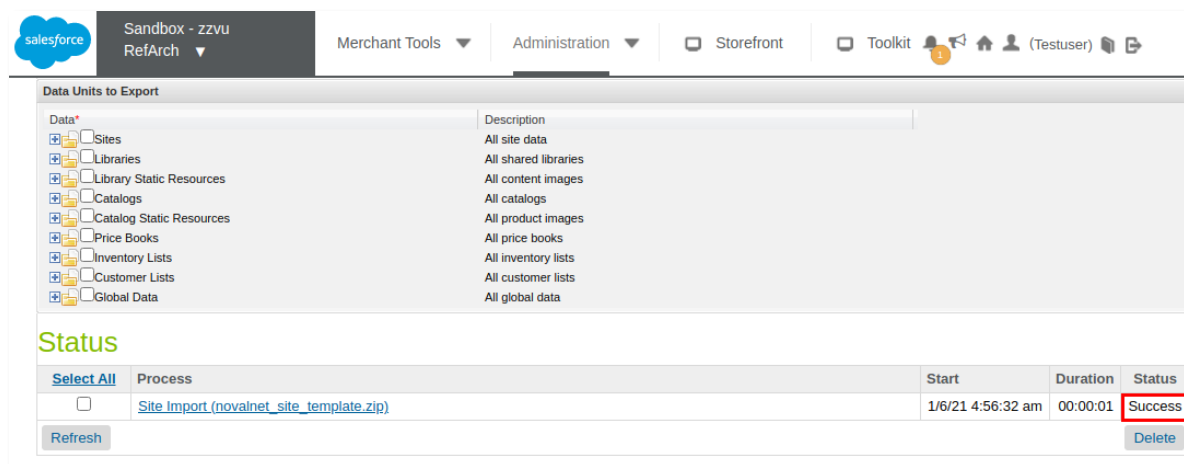 salesforce
Sandbox - zzvu
RefArch ▼
Merchant Tools ▼ Administration ▼ Storefront Toolkit 1 (Testuser)
Data Units to Export
Data* Description
Sites All site data
Libraries All shared libraries
Library Static Resources All content images
Catalogs All catalogs
Catalog Static Resources All product images
Price Books All price books
Inventory Lists All inventory lists
Customer Lists All customer lists
Global Data All global data
Status
Select All Process Start Duration Status
Site Import (novalnet_site_template.zip) 1/6/21 4:56:32 am 00:00:01 Success
Refresh Delete